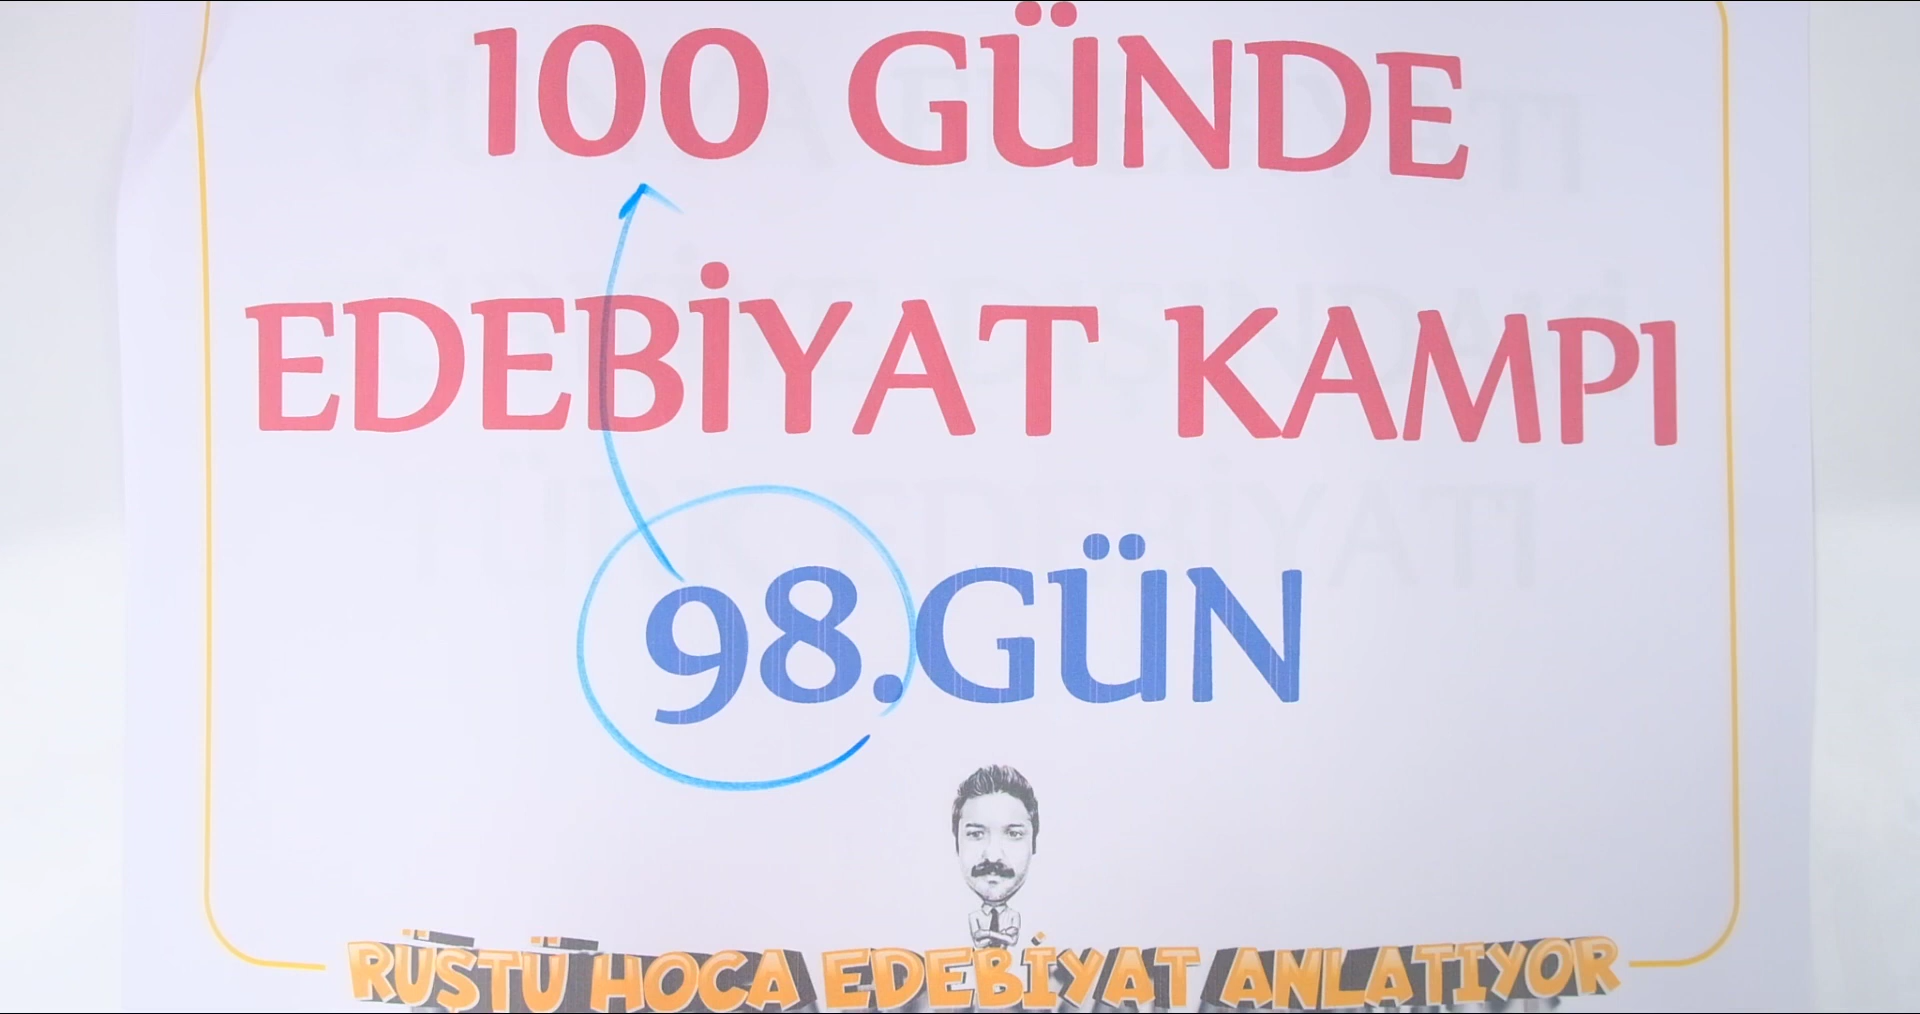 100 GÜNDE
EDEBİYAT KAMPI
98.GÜN
RÜŞTÜ HOCA EDEBİYAT ANLATIYOR